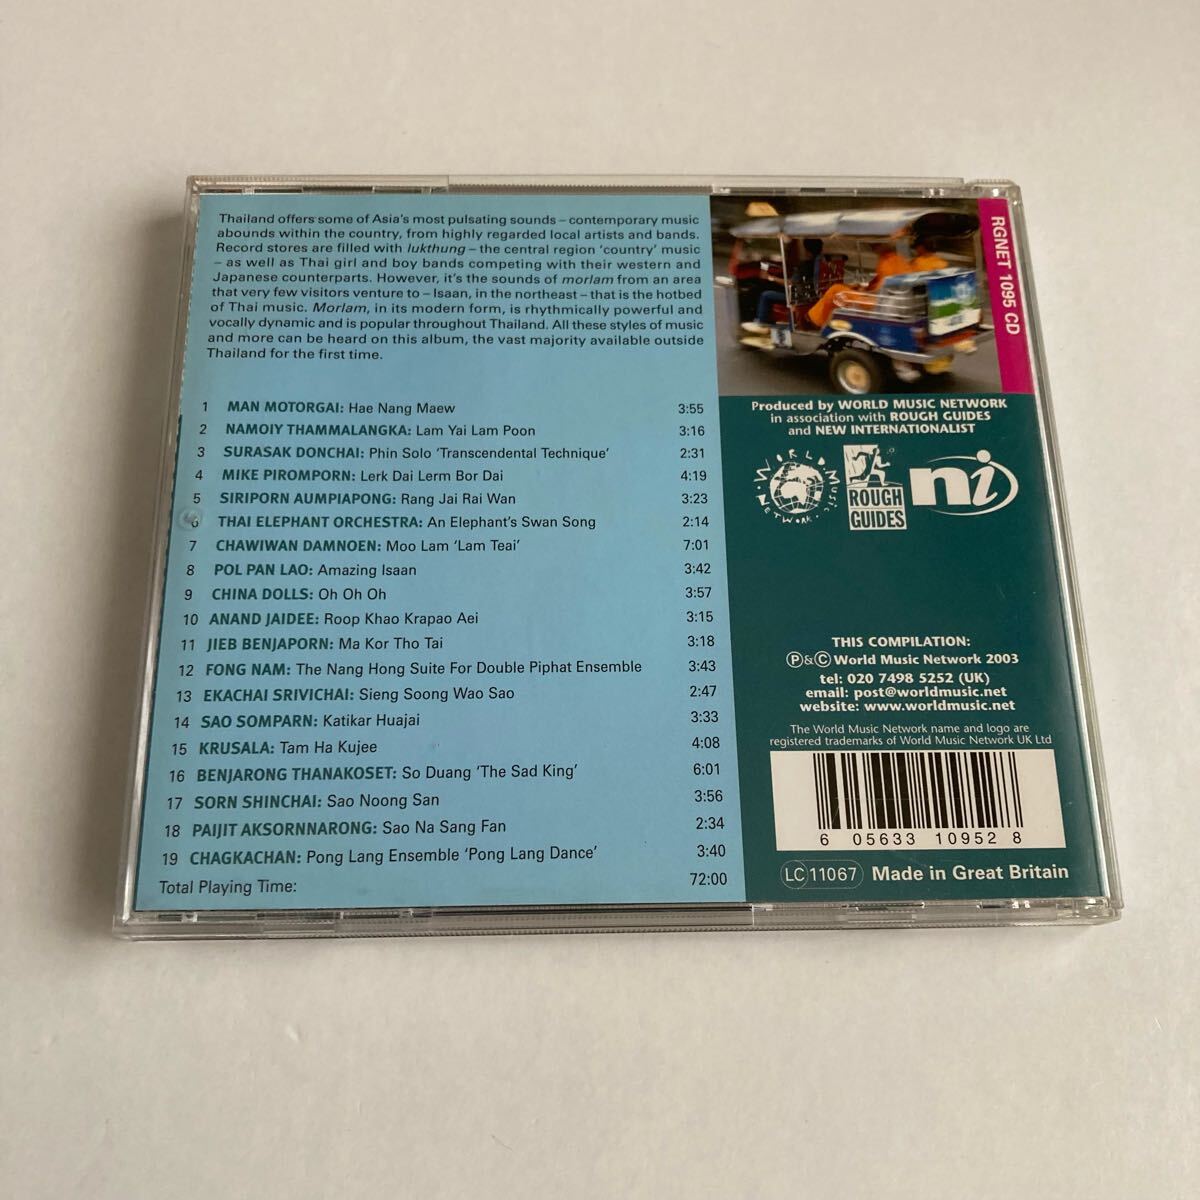 Thailand offers some of Asia's most pulsating sounds – contemporary music
abounds within the country, from highly regarded local artists and bands.
Record stores are filled with lukthung – the central region 'country' music
– as well as Thai girl and boy bands competing with their western and
Japanese counterparts. However, it's the sounds of morlam from an area
that very few visitors venture to – Isaan, in the northeast – that is the hotbed
of Thai music. Morlam, in its modern form, is rhythmically powerful and
vocally dynamic and is popular throughout Thailand. All these styles of music
and more can be heard on this album, the vast majority available outside
Thailand for the first time.
1 MAN MOTORGAI: Hae Nang Maew 3:55
2 NAMOIY THAMMALANGKA: Lam Yai Lam Poon 3:16
3 SURASAK DONCHAI: Phin Solo 'Transcendental Technique' 2:31
4 MIKE PIROMPORN: Lerk Dai Lerm Bor Dai 4:19
5 SIRIPORN AUMPIAPONG: Rang Jai Rai Wan 3:23
6 THAI ELEPHANT ORCHESTRA: An Elephant's Swan Song 2:14
7 CHAWIWAN DAMNOEN: Moo Lam 'Lam Teai' 7:01
8 POL PAN LAO: Amazing Isaan 3:42
9 CHINA DOLLS: Oh Oh Oh 3:57
10 ANAND JAIDEE: Roop Khao Krapao Aei 3:15
11 JIEB BENJAPORN: Ma Kor Tho Tai 3:18
12 FONG NAM: The Nang Hong Suite For Double Piphat Ensemble 3:43
13 EKACHAI SRIVICHAI: Sieng Soong Wao Sao 2:47
14 SAO SOMPARN: Katikar Huajai 3:33
15 KRUSALA: Tam Ha Kujee 4:08
16 BENJARONG THANAKOSET: So Duang 'The Sad King' 6:01
17 SORN SHINCHAI: Sao Noong San 3:56
18 PAIJIT AKSORNNARONG: Sao Na Sang Fan 2:34
19 CHAGKACHAN: Pong Lang Ensemble 'Pong Lang Dance' 3:40
Total Playing Time: 72:00
RGNET 1095 CD
Produced by WORLD MUSIC NETWORK
in association with ROUGH GUIDES
and NEW INTERNATIONALIST
WORLD MUSIC NETWORK
ROUGH
GUIDES
ni
THIS COMPILATION:
Ⓟ&© World Music Network 2003
tel: 020 7498 5252 (UK)
email: post@worldmusic.net
website: www.worldmusic.net
The World Music Network name and logo are
registered trademarks of World Music Network UK Ltd
6 05633 10952 8
LC 11067 Made in Great Britain